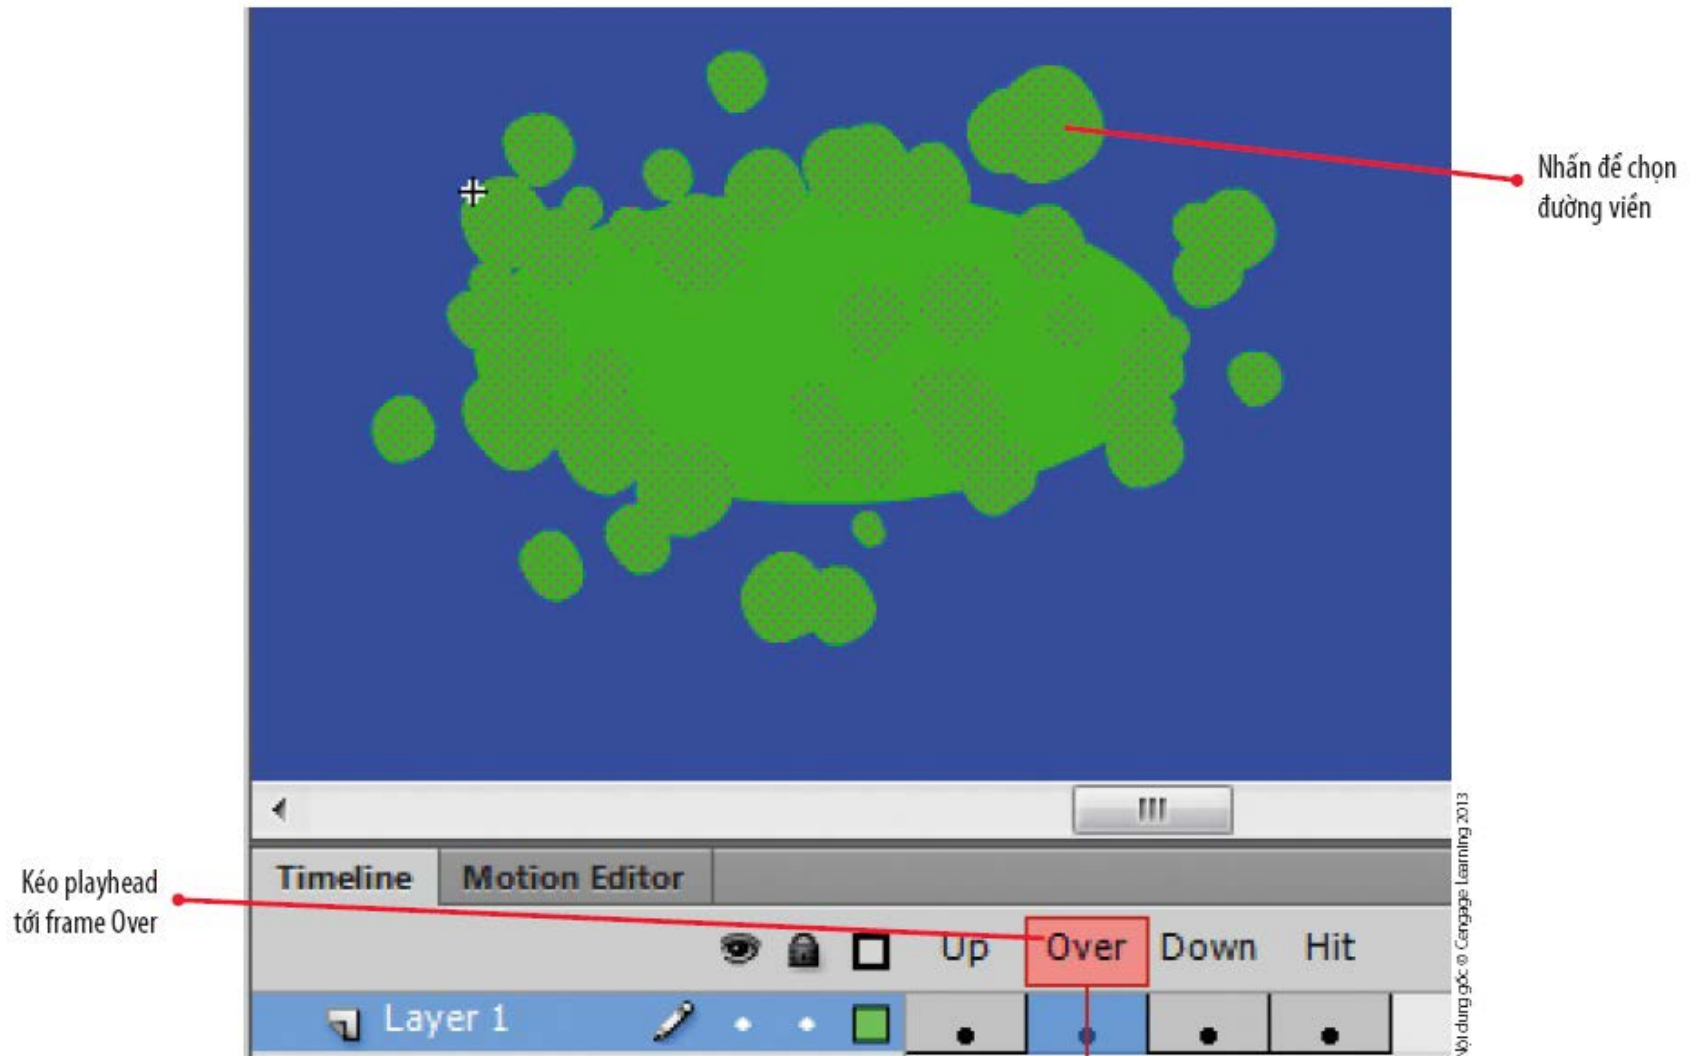 Nhấn để chọn
đường viền
Kéo playhead
tới frame Over
Timeline
Motion Editor
Up
Over
Down
Hit
Layer 1
Nội dung gốc © Cengage Learning 2013